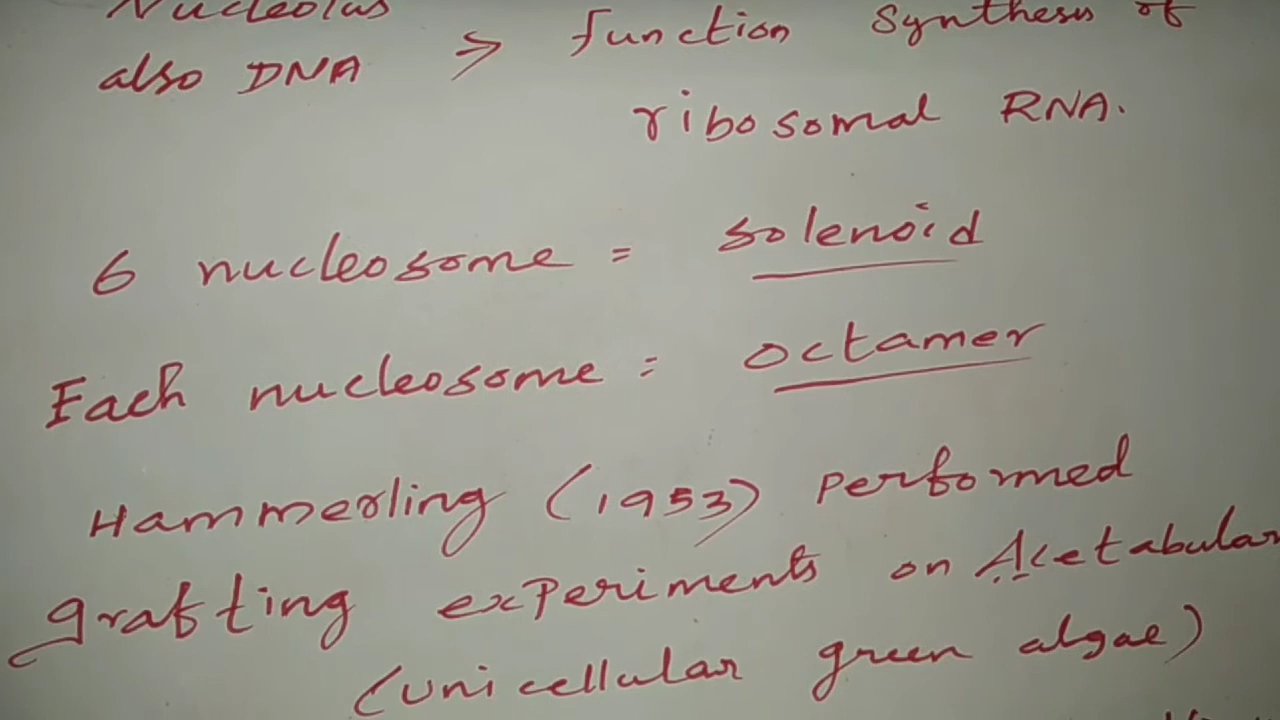 Nucleolus
also DNA => function Synthesis of
ribosomal RNA.
6 nucleosome = solenoid
Each nucleosome = octamer
Hammerling (1953) performed
grafting experiments on Acetabular
(unicellular green algae)